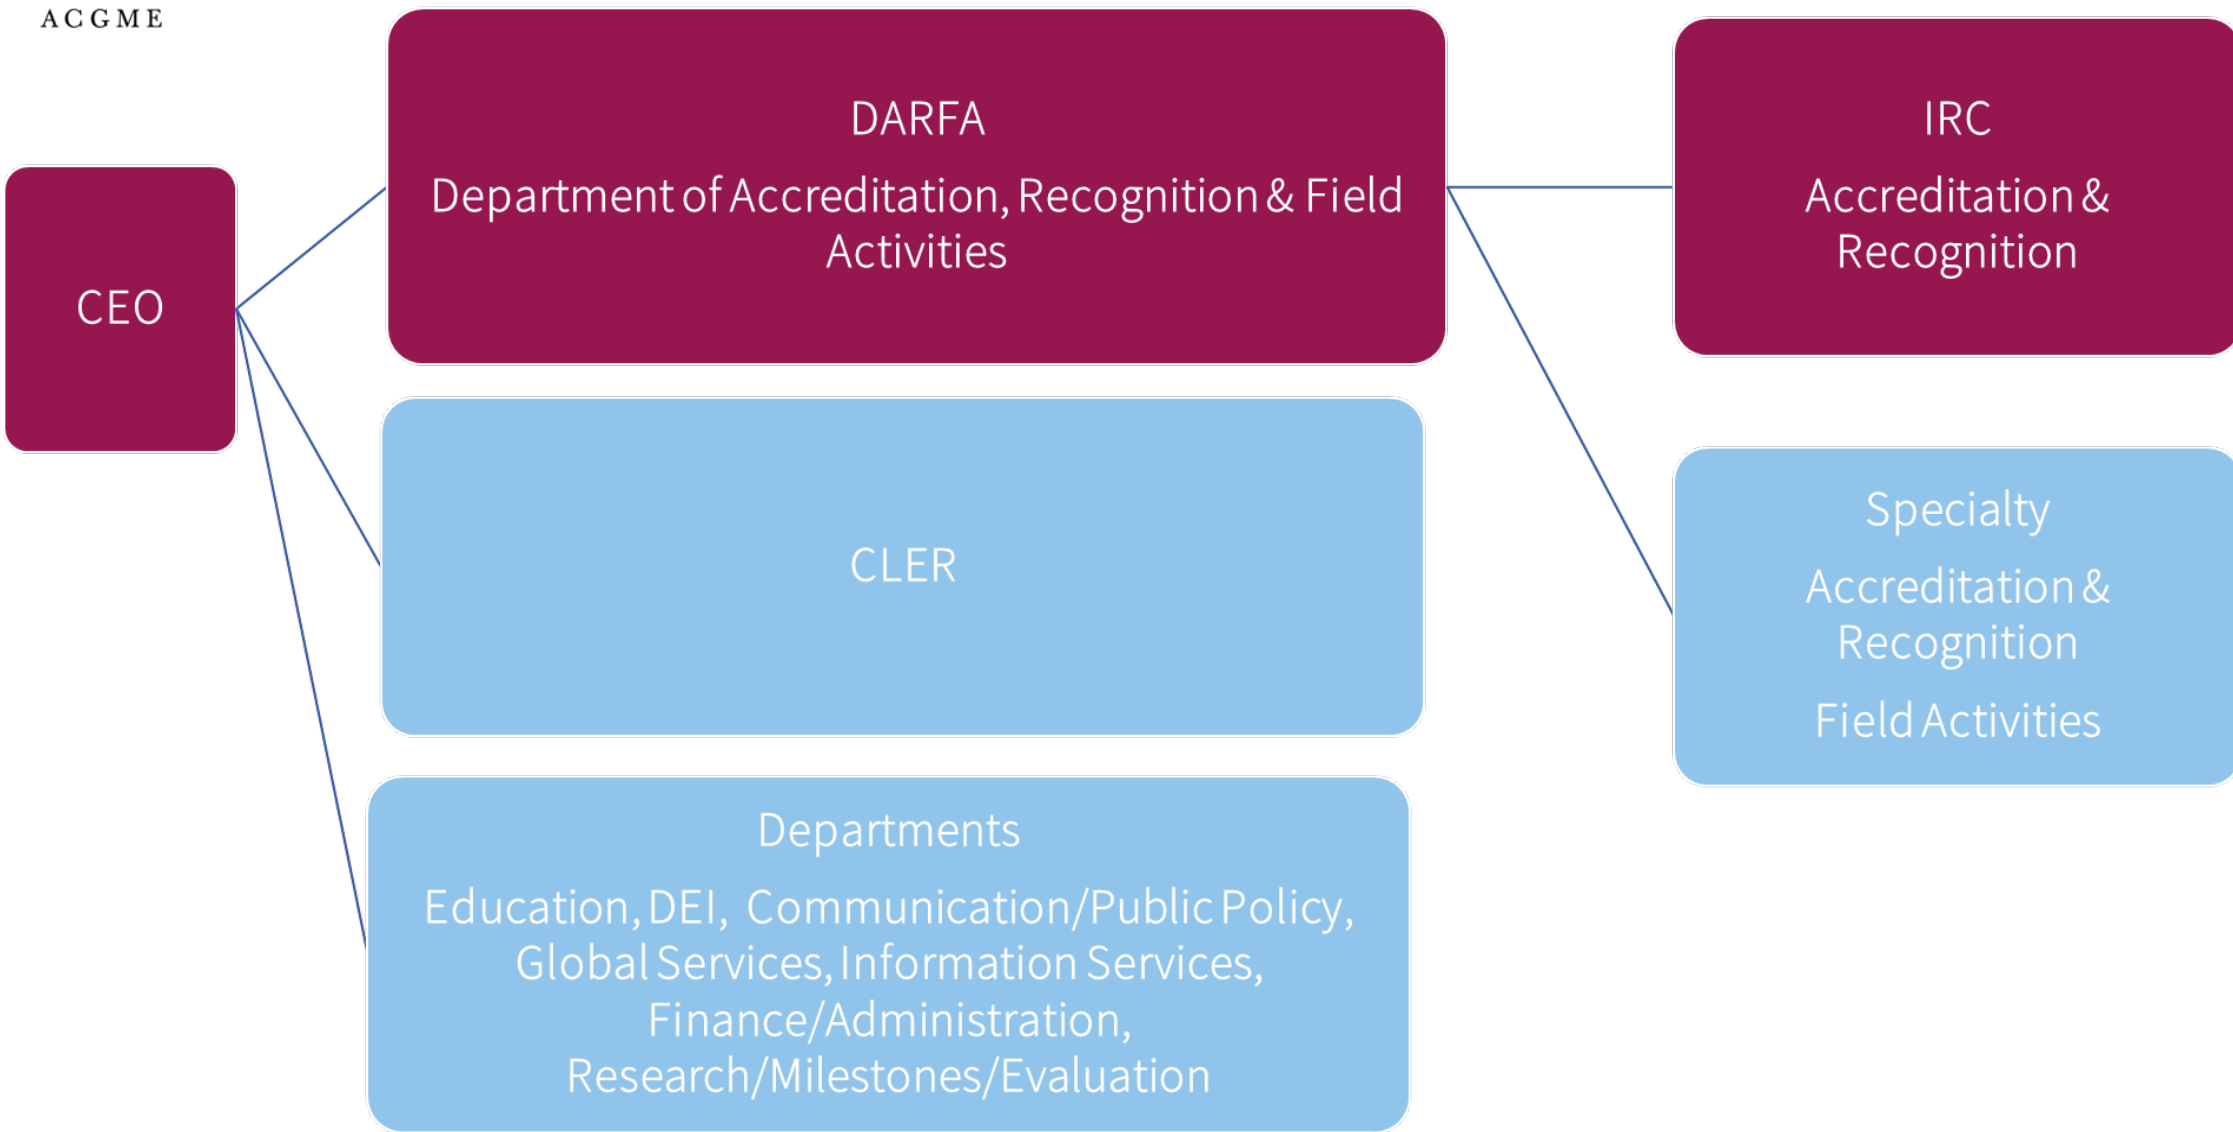 ACGME
CEO
DARFA
Department of Accreditation, Recognition & Field
Activities
CLER
Departments
Education, DEI, Communication/Public Policy,
Global Services, Information Services,
Finance/Administration,
Research/Milestones/Evaluation
IRC
Accreditation &
Recognition
Specialty
Accreditation &
Recognition
Field Activities